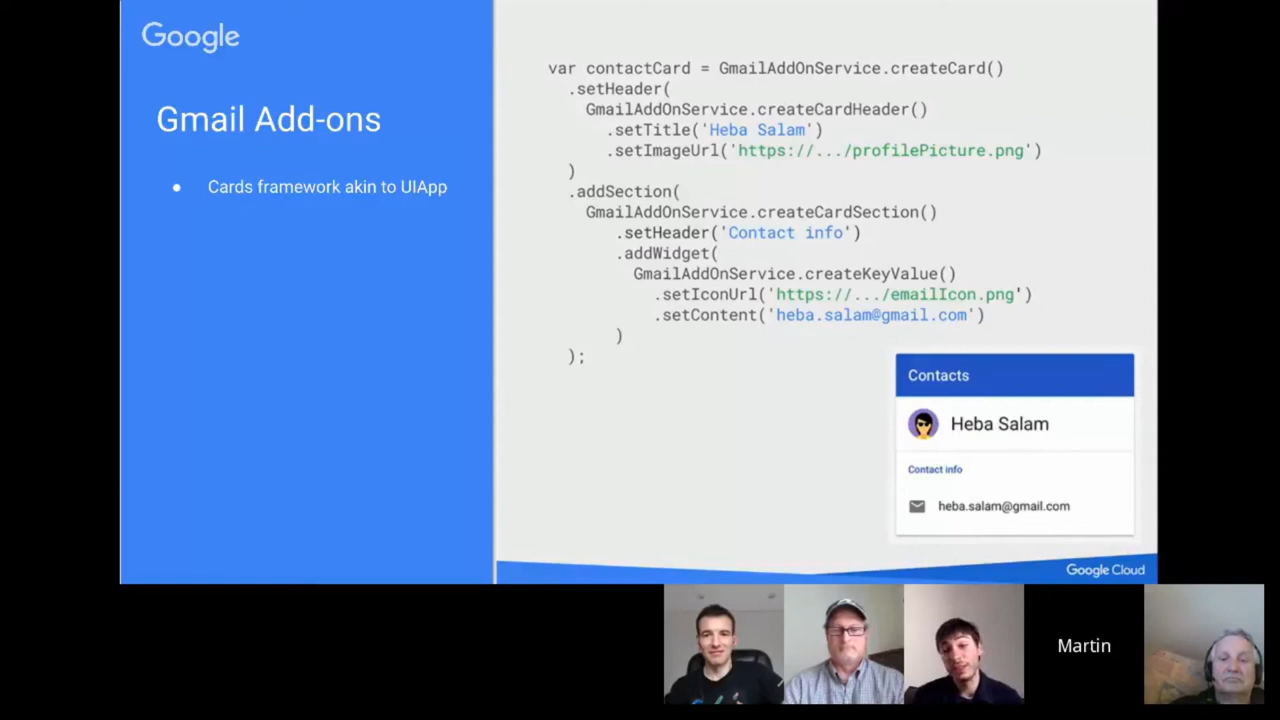 Google
Gmail Add-ons
● Cards framework akin to UIApp
var contactCard = GmailAddOnService.createCard()
.setHeader(
GmailAddOnService.createCardHeader()
.setTitle('Heba Salam')
.setImageUrl('https://.../profilePicture.png')
)
.addSection(
GmailAddOnService.createCardSection()
.setHeader('Contact info')
.addWidget(
GmailAddOnService.createKeyValue()
.setIconUrl('https://.../emailIcon.png')
.setContent('heba.salam@gmail.com')
)
);
Contacts
Heba Salam
Contact info
heba.salam@gmail.com
Google Cloud
Martin